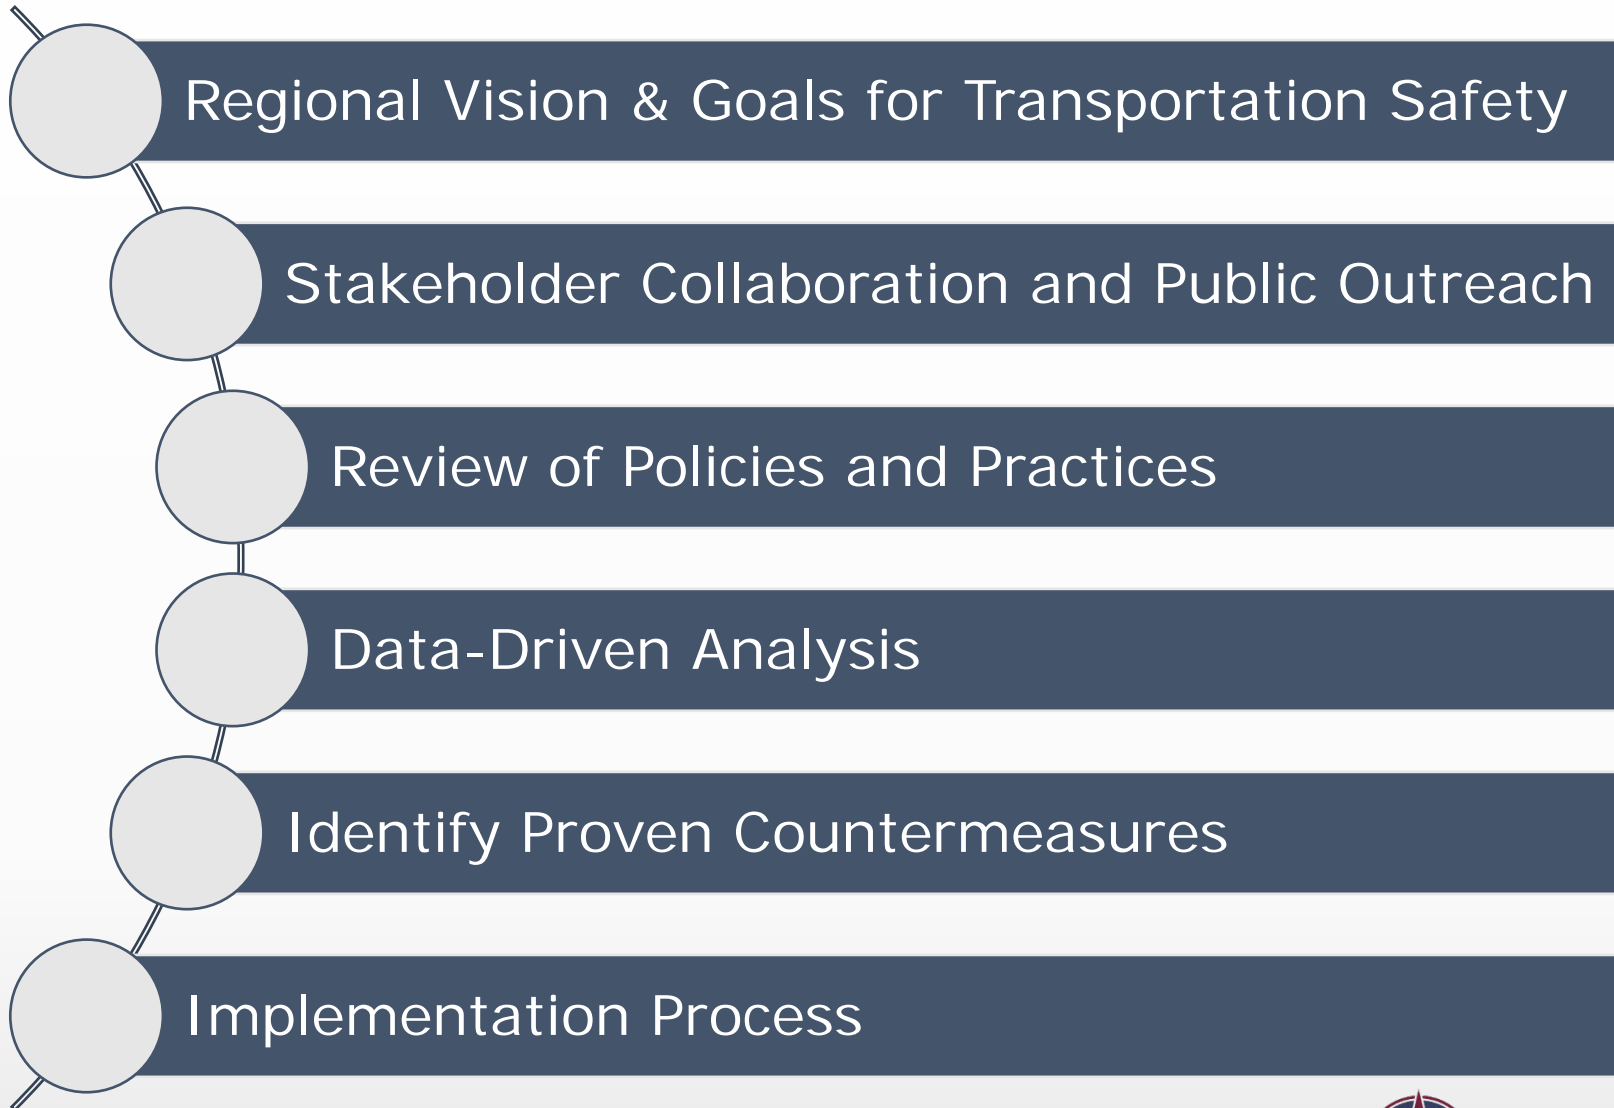 Regional Vision & Goals for Transportation Safety
Stakeholder Collaboration and Public Outreach
Review of Policies and Practices
Data-Driven Analysis
Identify Proven Countermeasures
Implementation Process